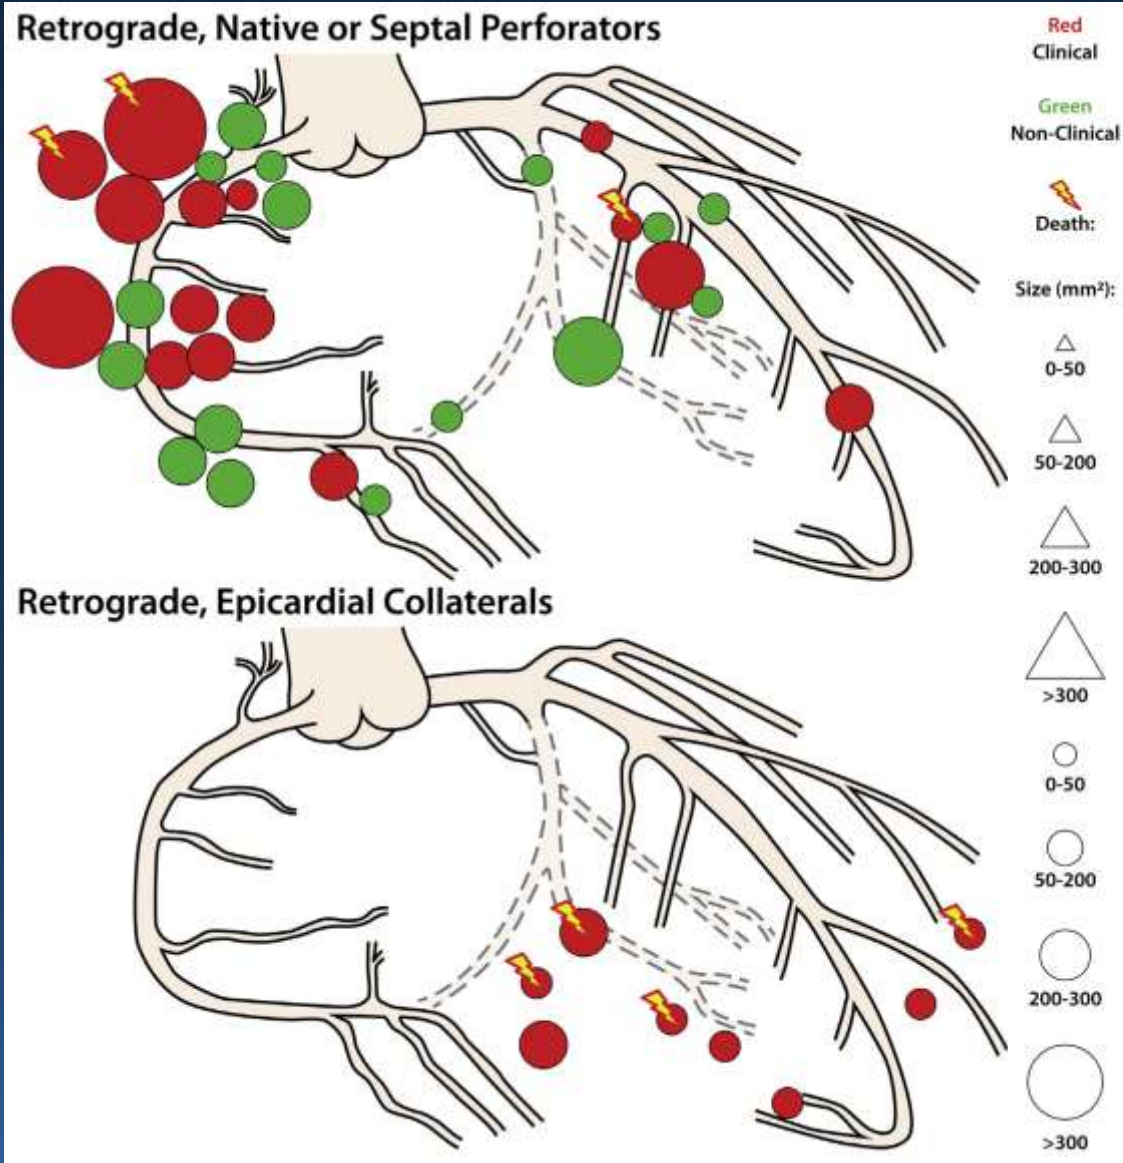 Retrograde, Native or Septal Perforators
Red
Clinical
Green
Non-Clinical
Death:
Size (mm²):
0-50
50-200
200-300
>300
0-50
50-200
200-300
>300
Retrograde, Epicardial Collaterals